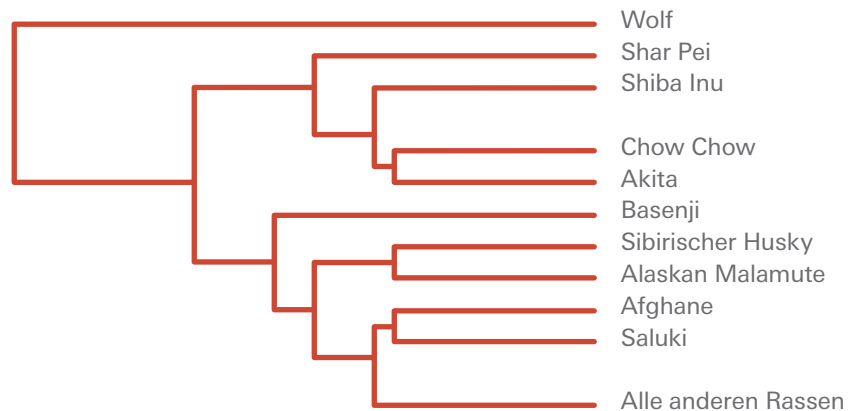 Wolf
Shar Pei
Shiba Inu
Chow Chow
Akita
Basenji
Sibirischer Husky
Alaskan Malamute
Afghane
Saluki
Alle anderen Rassen